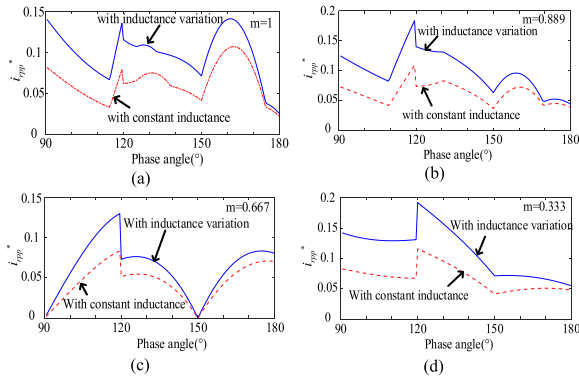 0.15
with inductance variation
m=1
0.1
i_rpp*
0.05
with constant inductance
0
90 120 150 180
Phase angle(°)
(a)
0.2
m=0.889
with inductance variation
0.15
0.1
i_rpp*
0.05
with constant inductance
0
90 120 150 180
Phase angle(°)
(b)
0.15
m=0.667
With inductance variation
0.1
i_rpp*
0.05
With constant inductance
0
90 120 150 180
Phase angle(°)
(c)
0.2
m=0.333
With inductance variation
0.15
0.1
i_rpp*
With constant inductance
0.05
0
90 120 150 180
Phase angle(°)
(d)